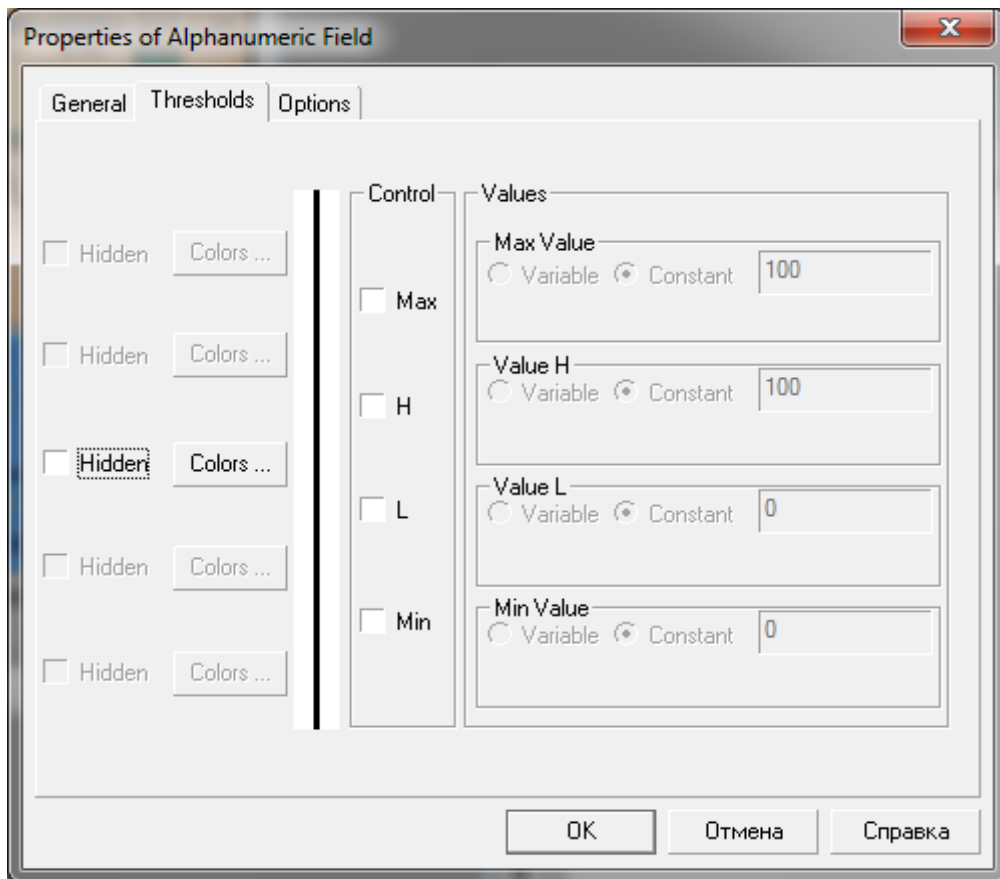 Properties of Alphanumeric Field
General Thresholds Options
Control Values
Hidden Colors ... Max Value
Variable Constant 100
Max
Hidden Colors ... Value H
Variable Constant 100
H
Hidden Colors ... Value L
Variable Constant 0
L
Hidden Colors ... Min Value
Variable Constant 0
Min
Hidden Colors ...
OK Отмена Справка